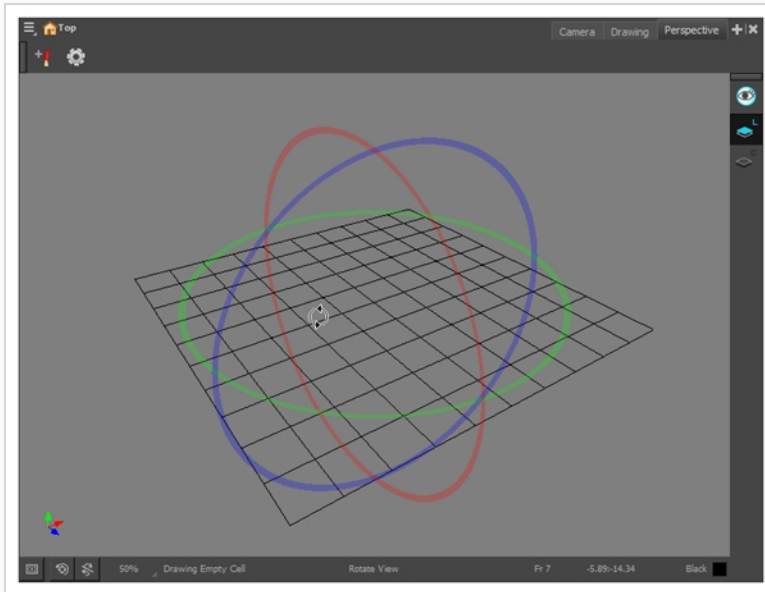 Top
Camera Drawing Perspective
L
C
50% Drawing Empty Cell Rotate View Fr 7 -5.89:-14.34 Black